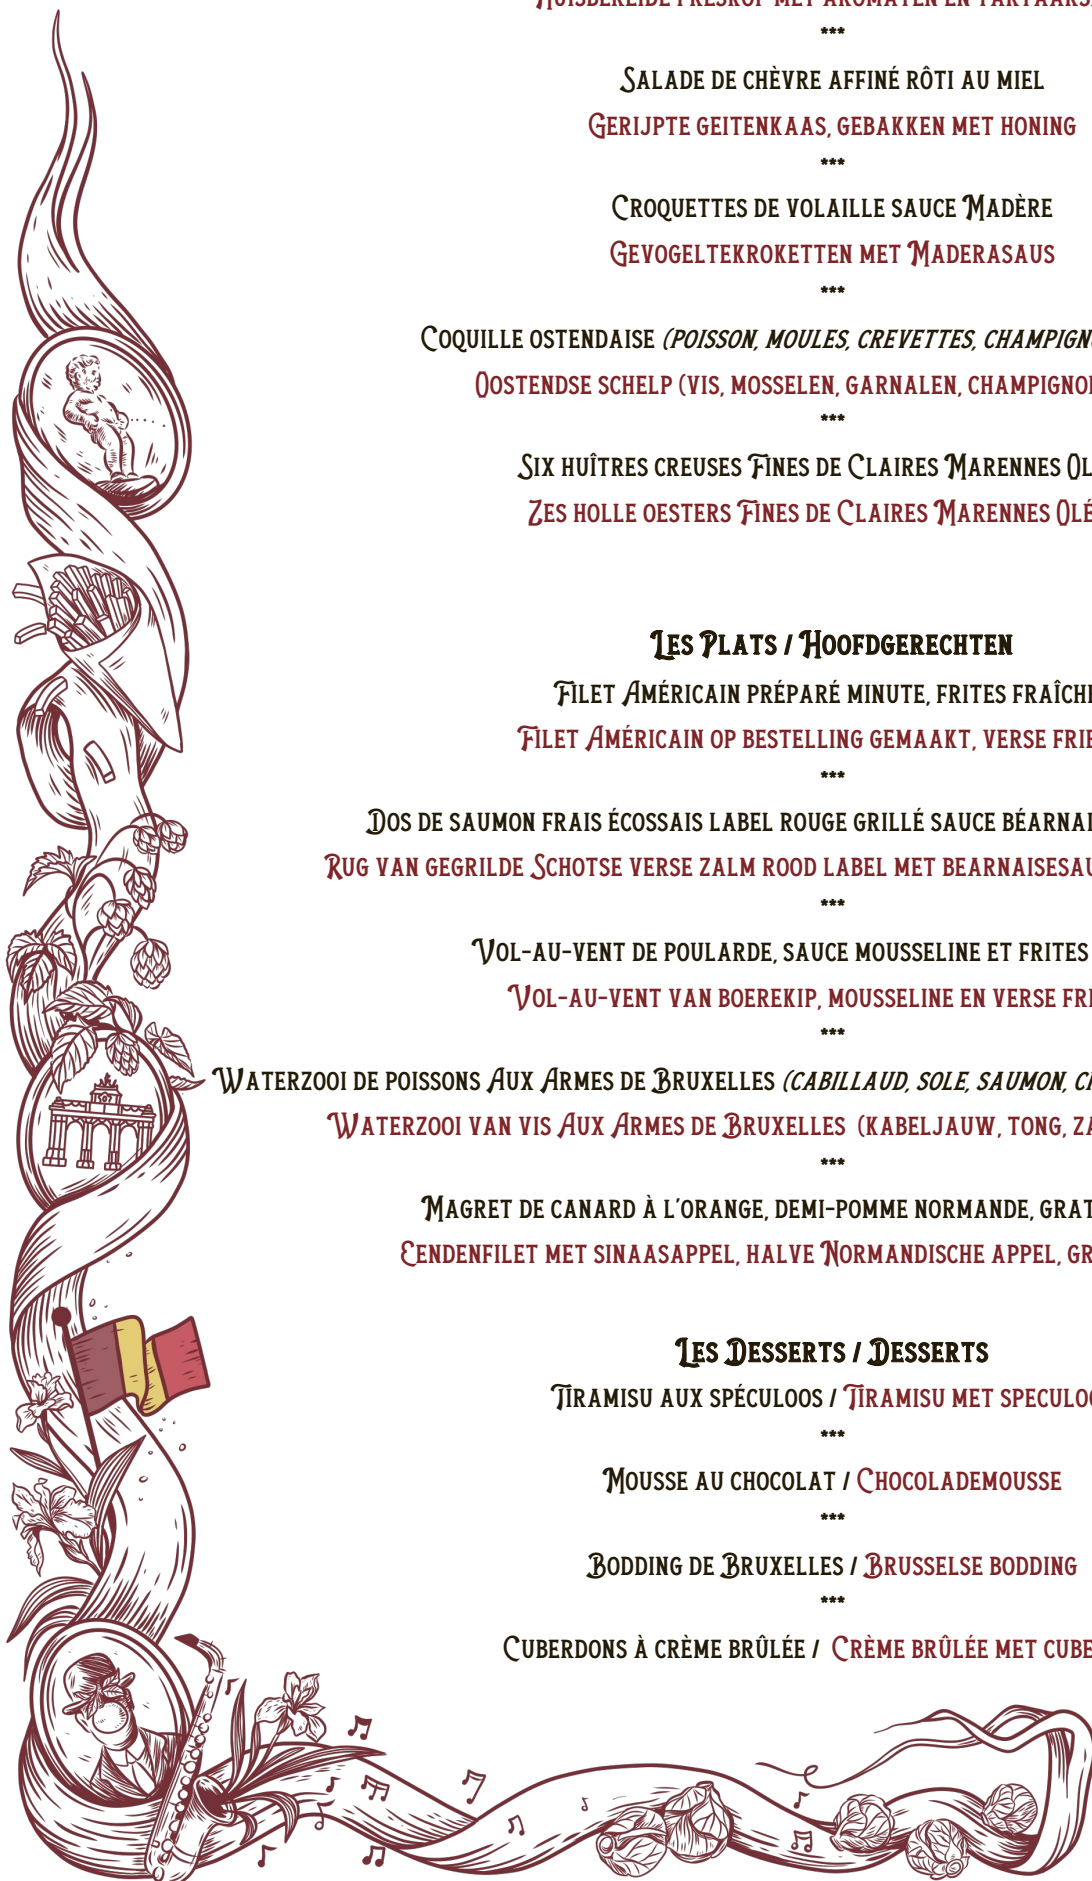 Huisbereide preskop met aromaten en
***
Salade de chèvre affiné rôti au miel
Gerijpte geitenkaas, gebakken met honing
***
Croquettes de volaille sauce Madère
Gevogeltekroketten met Maderasaus
***
Coquille ostendaise (poisson, moules, crevettes,
Oostendse schelp (vis, mosselen, garnalen,
***
Six huîtres creuses Fines de Claires Marennes
Zes holle oesters Fines de Claires Marennes
Les Plats / Hoofdgerechten
Filet Américain préparé minute, frites
Filet Américain op bestelling gemaakt, verse
***
Dos de saumon frais écossais label rouge grillé sauce
Rug van gegrilde Schotse verse zalm rood label met
***
Vol-au-vent de poularde, sauce mousseline et frites
Vol-au-vent van boerekip, mousseline en verse
***
Waterzooi de poissons Aux Armes de Bruxelles (cabillaud, sole, saumon,
Waterzooi van vis Aux Armes de Bruxelles (kabeljauw, tong,
***
Magret de canard à l'orange, demi-pomme normande,
Eendenfilet met sinaasappel, halve Normandische appel,
Les Desserts / Desserts
Tiramisu aux spéculoos / Tiramisu met
***
Mousse au chocolat / Chocolademousse
***
Bodding de Bruxelles / Brusselse bodding
***
Cuberdons à crème brûlée / Crème brûlée met